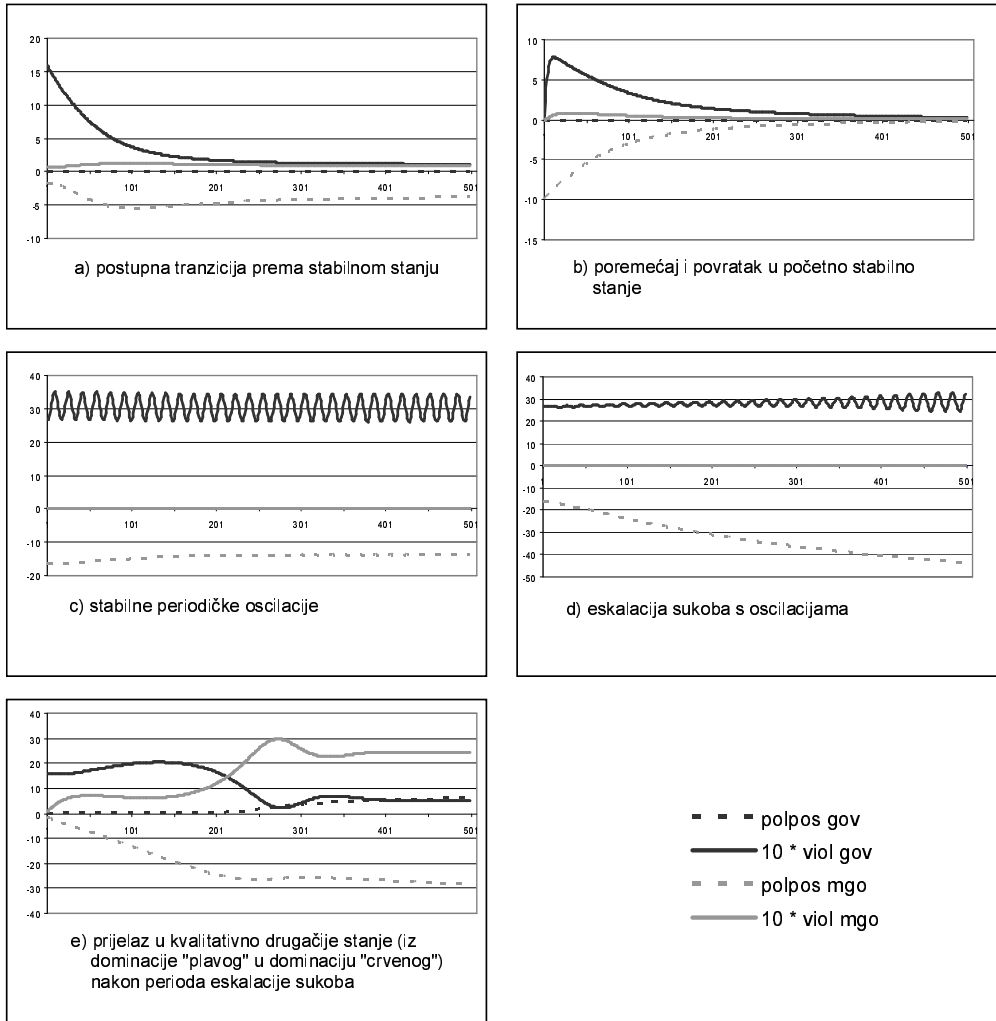 20
15
10
5
0
-5
-10
1 101 201 301 401 501
a) postupna tranzicija prema stabilnom stanju
10
5
0
-5
-10
-15
1 101 201 301 401 501
b) poremećaj i povratak u početno stabilno
stanje
40
30
20
10
0
-10
-20
101 201 301 401 501
c) stabilne periodičke oscilacije
40
30
20
10
0
-10
-20
-30
-40
-50
1 101 201 301 401 501
d) eskalacija sukoba s oscilacijama
40
30
20
10
0
-10
-20
-30
-40
1 101 201 301 401 501
e) prijelaz u kvalitativno drugačije stanje (iz
dominacije "plavog" u dominaciju "crvenog")
nakon perioda eskalacije sukoba
polpos gov
10 * viol gov
polpos mgo
10 * viol mgo